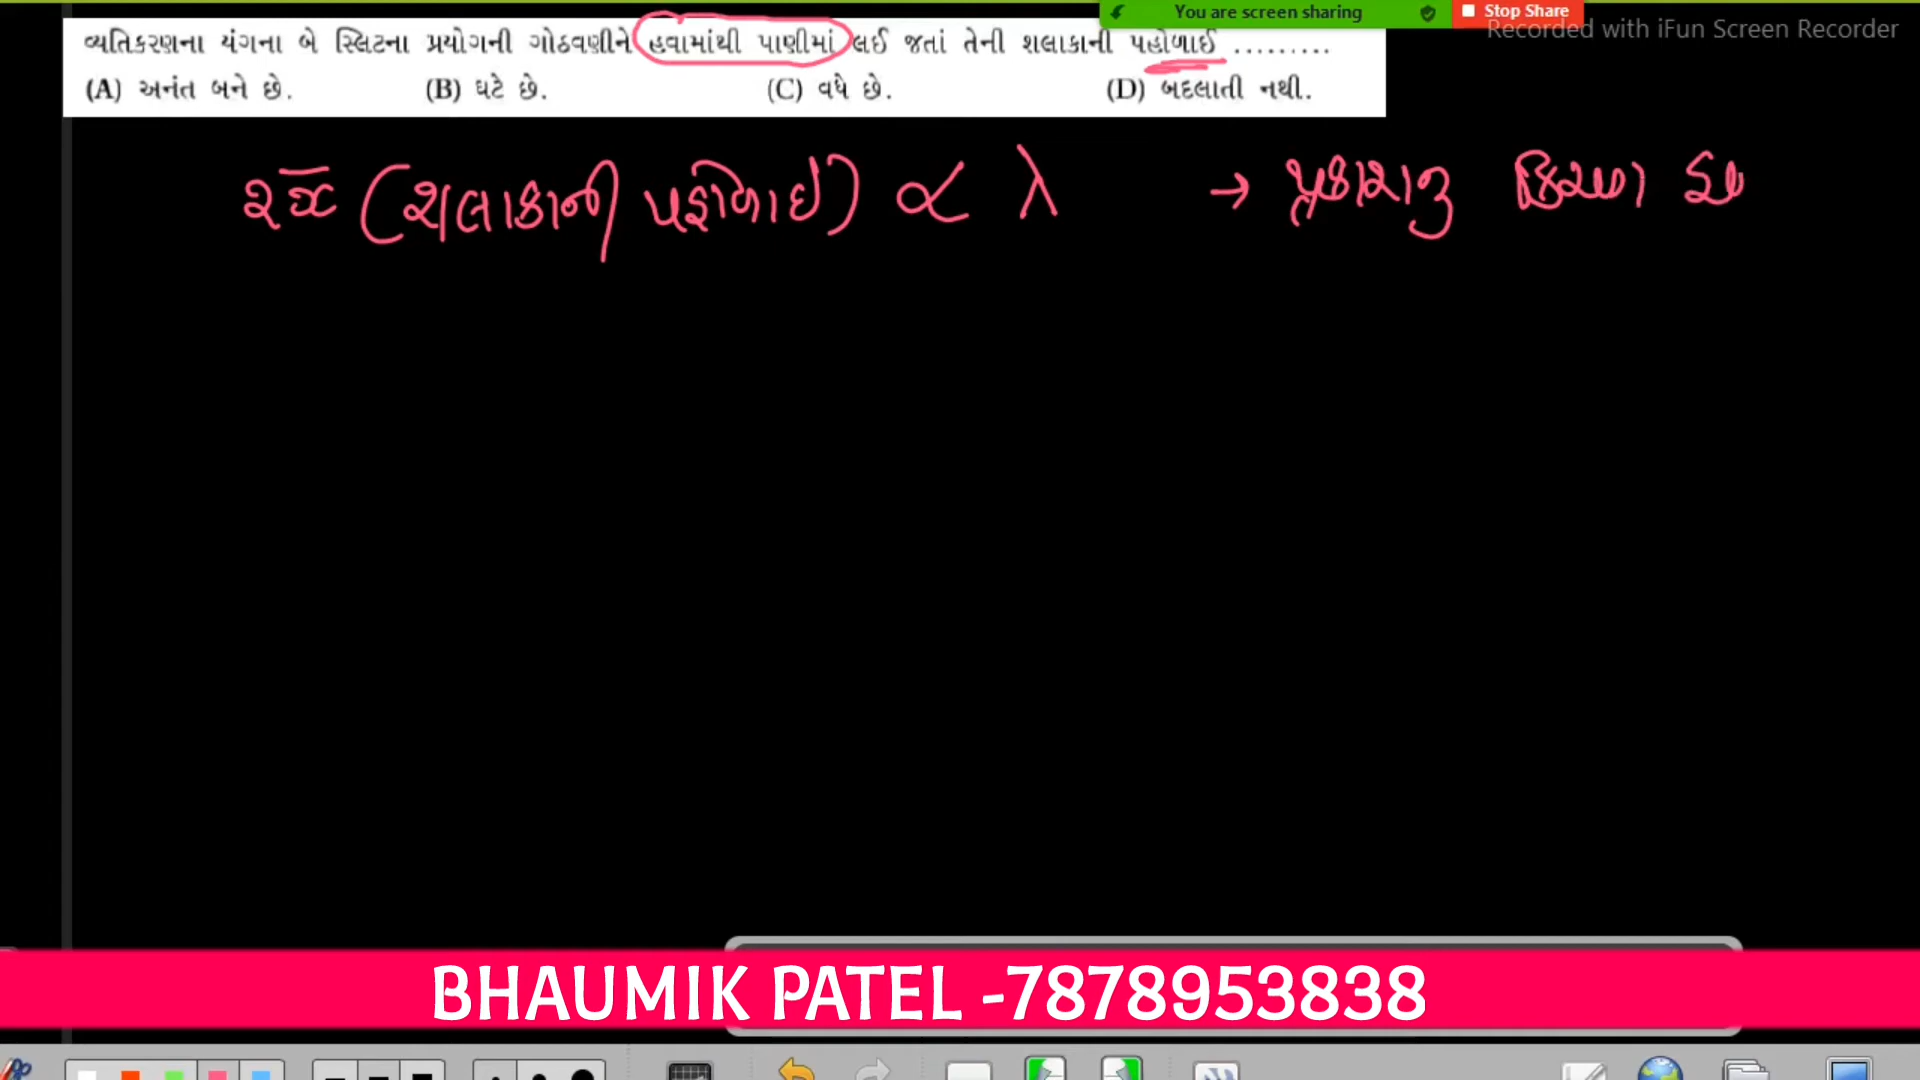 You are screen sharing Stop Share
Recorded with iFun Screen Recorder
વ્યતિકરણના યંગના બે સ્લિટના પ્રયોગની ગોઠવણીને હવામાંથી પાણીમાં લઈ જતાં તેની શલાકાની પહોળાઈ .........
(A) અનંત બને છે. (B) ઘટે છે. (C) વધે છે. (D) બદલાતી નથી.
(શલાકાની પહોળાઈ) ∝ λ → પ્રકાશનું કિરણ
BHAUMIK PATEL -7878953838